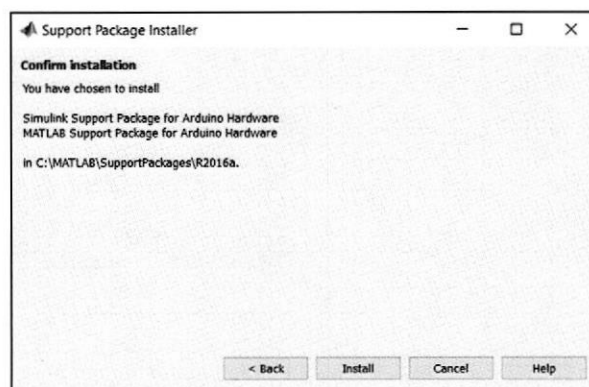 Support Package Installer
Confirm installation
You have chosen to install
Simulink Support Package for Arduino Hardware
MATLAB Support Package for Arduino Hardware
in C:\MATLAB\SupportPackages\R2016a.
< Back Install Cancel Help